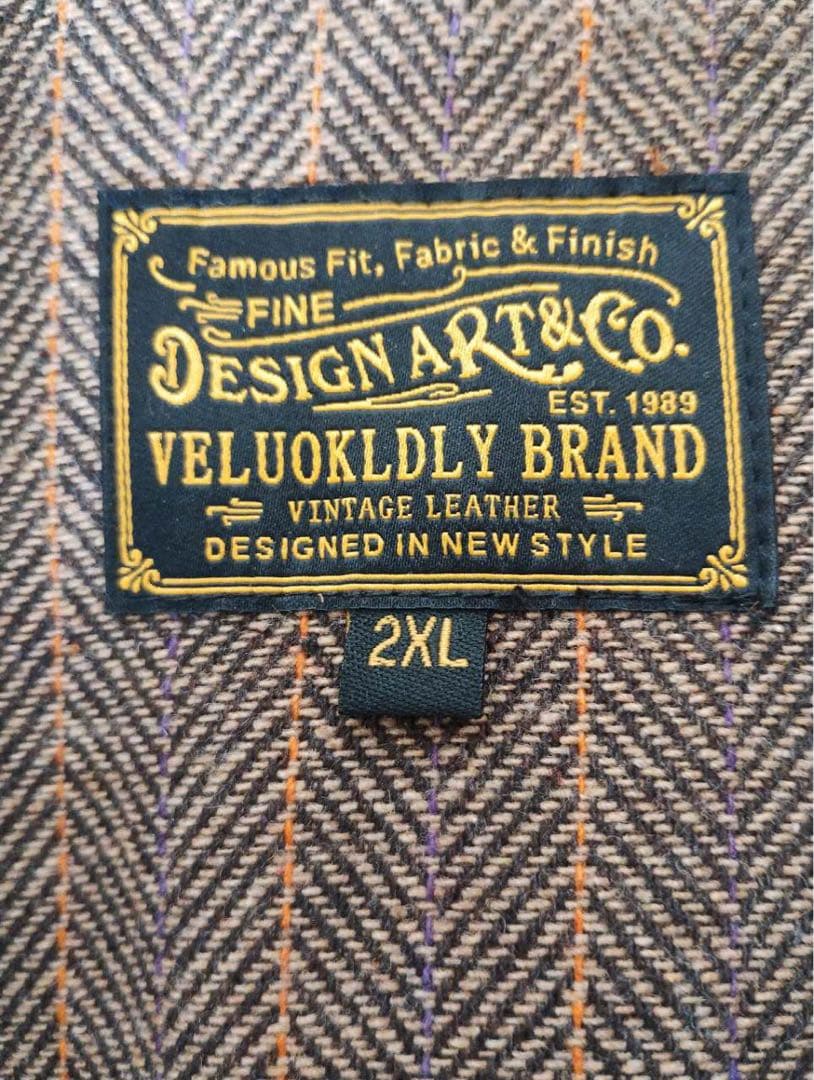 Famous Fit, Fabric & Finish
FINE
DESIGN ART & CO.
EST. 1989
VELUOKLDLY BRAND
VINTAGE LEATHER
DESIGNED IN NEW STYLE
2XL